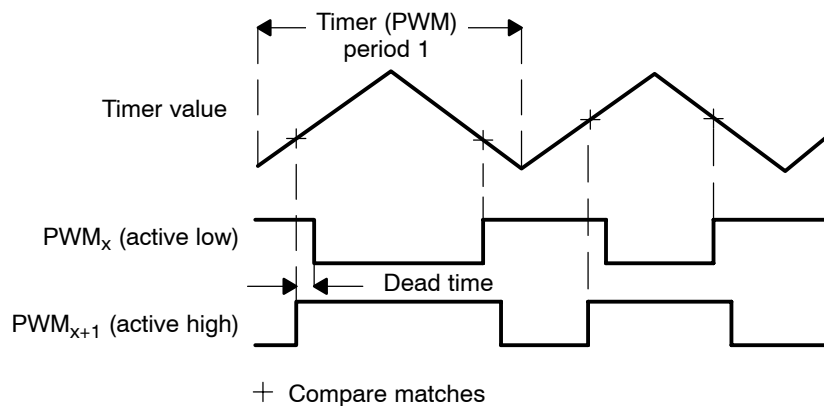 Timer (PWM)
period 1
Timer value
PWMx (active low)
Dead time
PWMx+1 (active high)
Compare matches